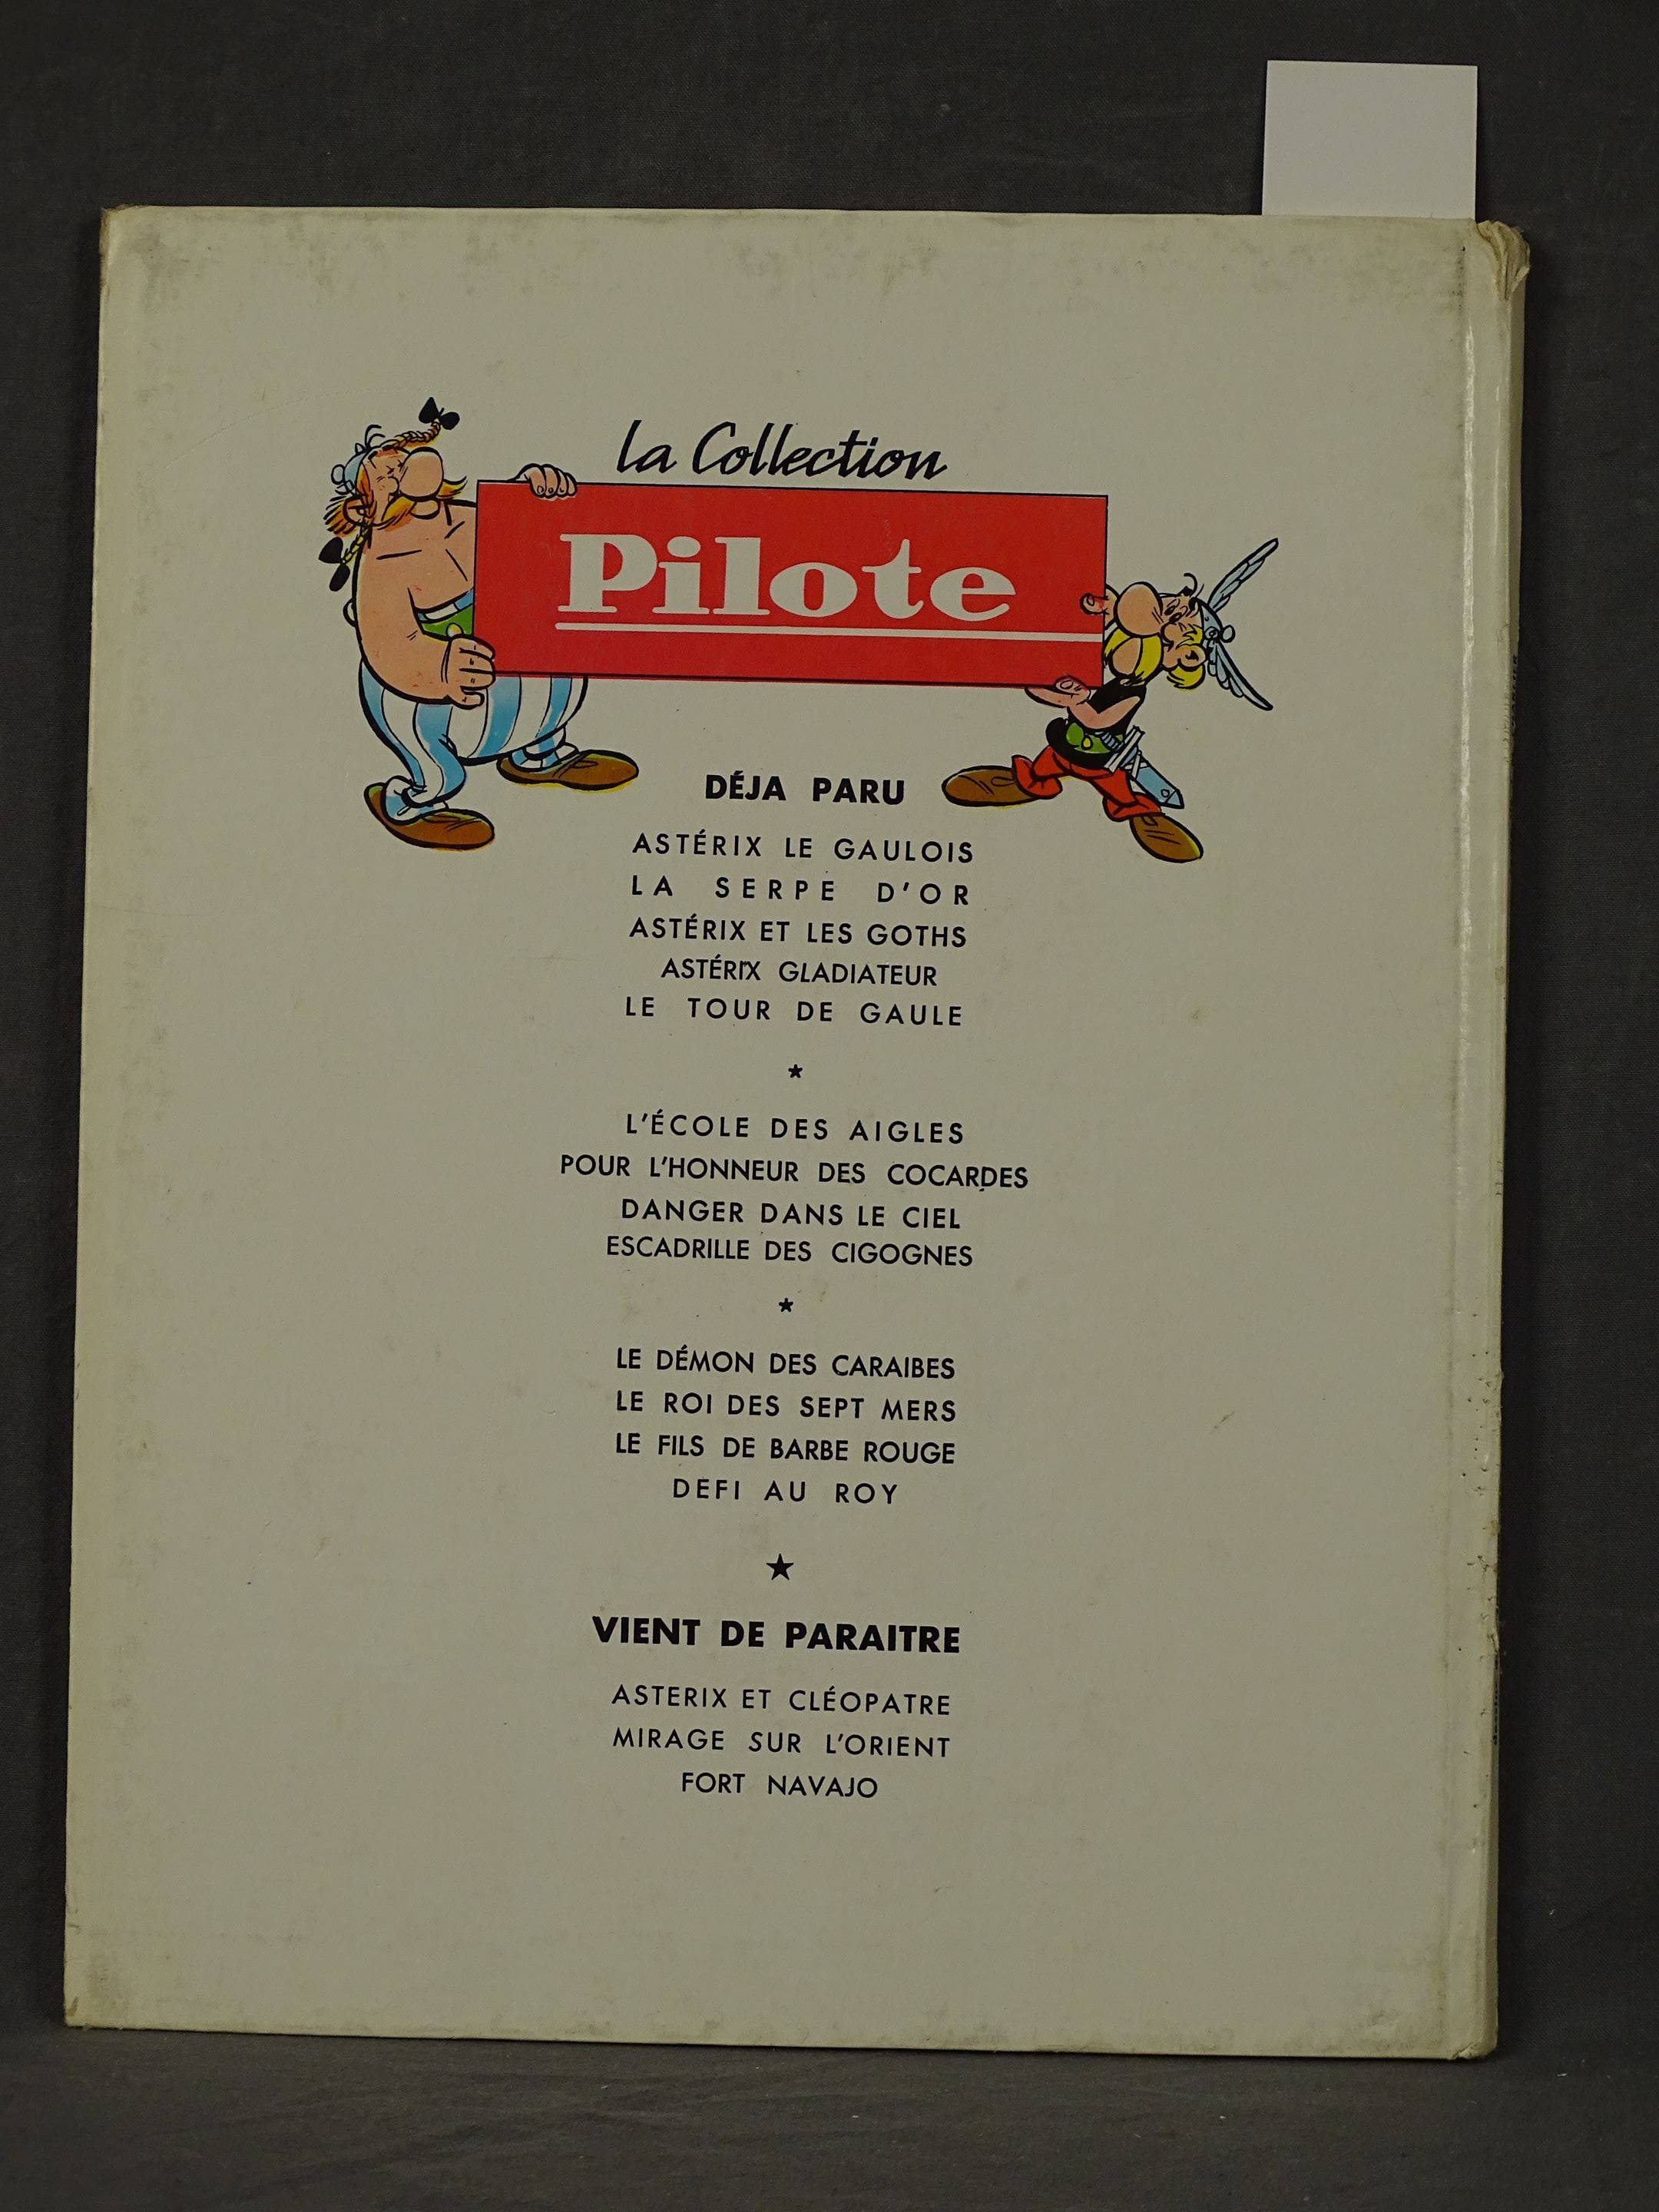 La Collection
Pilote
DÉJA PARU
ASTÉRIX LE GAULOIS
LA SERPE D'OR
ASTÉRIX ET LES GOTHS
ASTÉRIX GLADIATEUR
LE TOUR DE GAULE
★
L'ÉCOLE DES AIGLES
POUR L'HONNEUR DES COCARDES
DANGER DANS LE CIEL
ESCADRILLE DES CIGOGNES
★
LE DÉMON DES CARAIBES
LE ROI DES SEPT MERS
LE FILS DE BARBE ROUGE
DEFI AU ROY
★
VIENT DE PARAITRE
ASTERIX ET CLÉOPATRE
MIRAGE SUR L'ORIENT
FORT NAVAJO